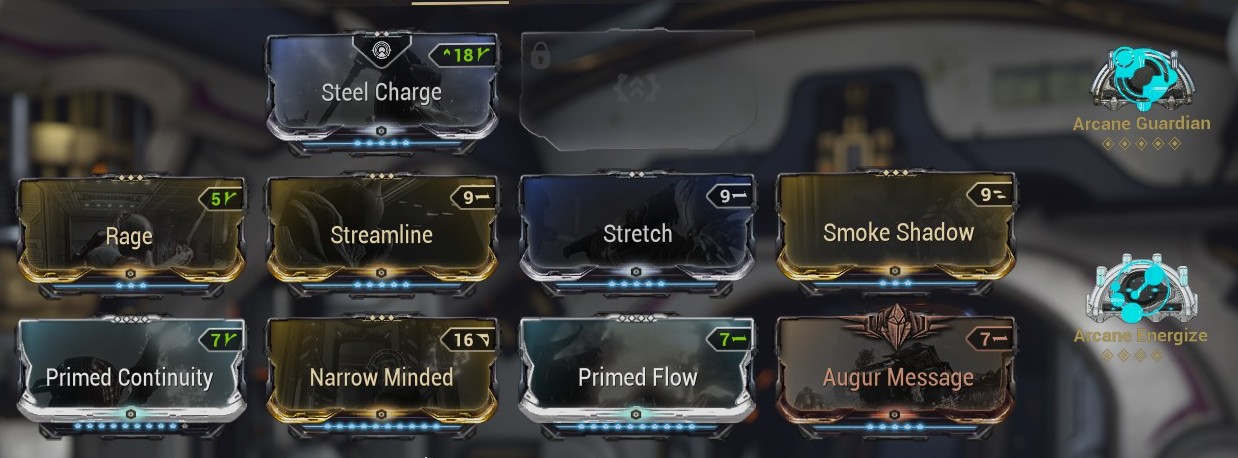 18
Steel Charge
Arcane Guardian
5
9
9
9
Rage
Streamline
Stretch
Smoke Shadow
Arcane Energize
7
16
7
7
Primed Continuity
Narrow Minded
Primed Flow
Augur Message